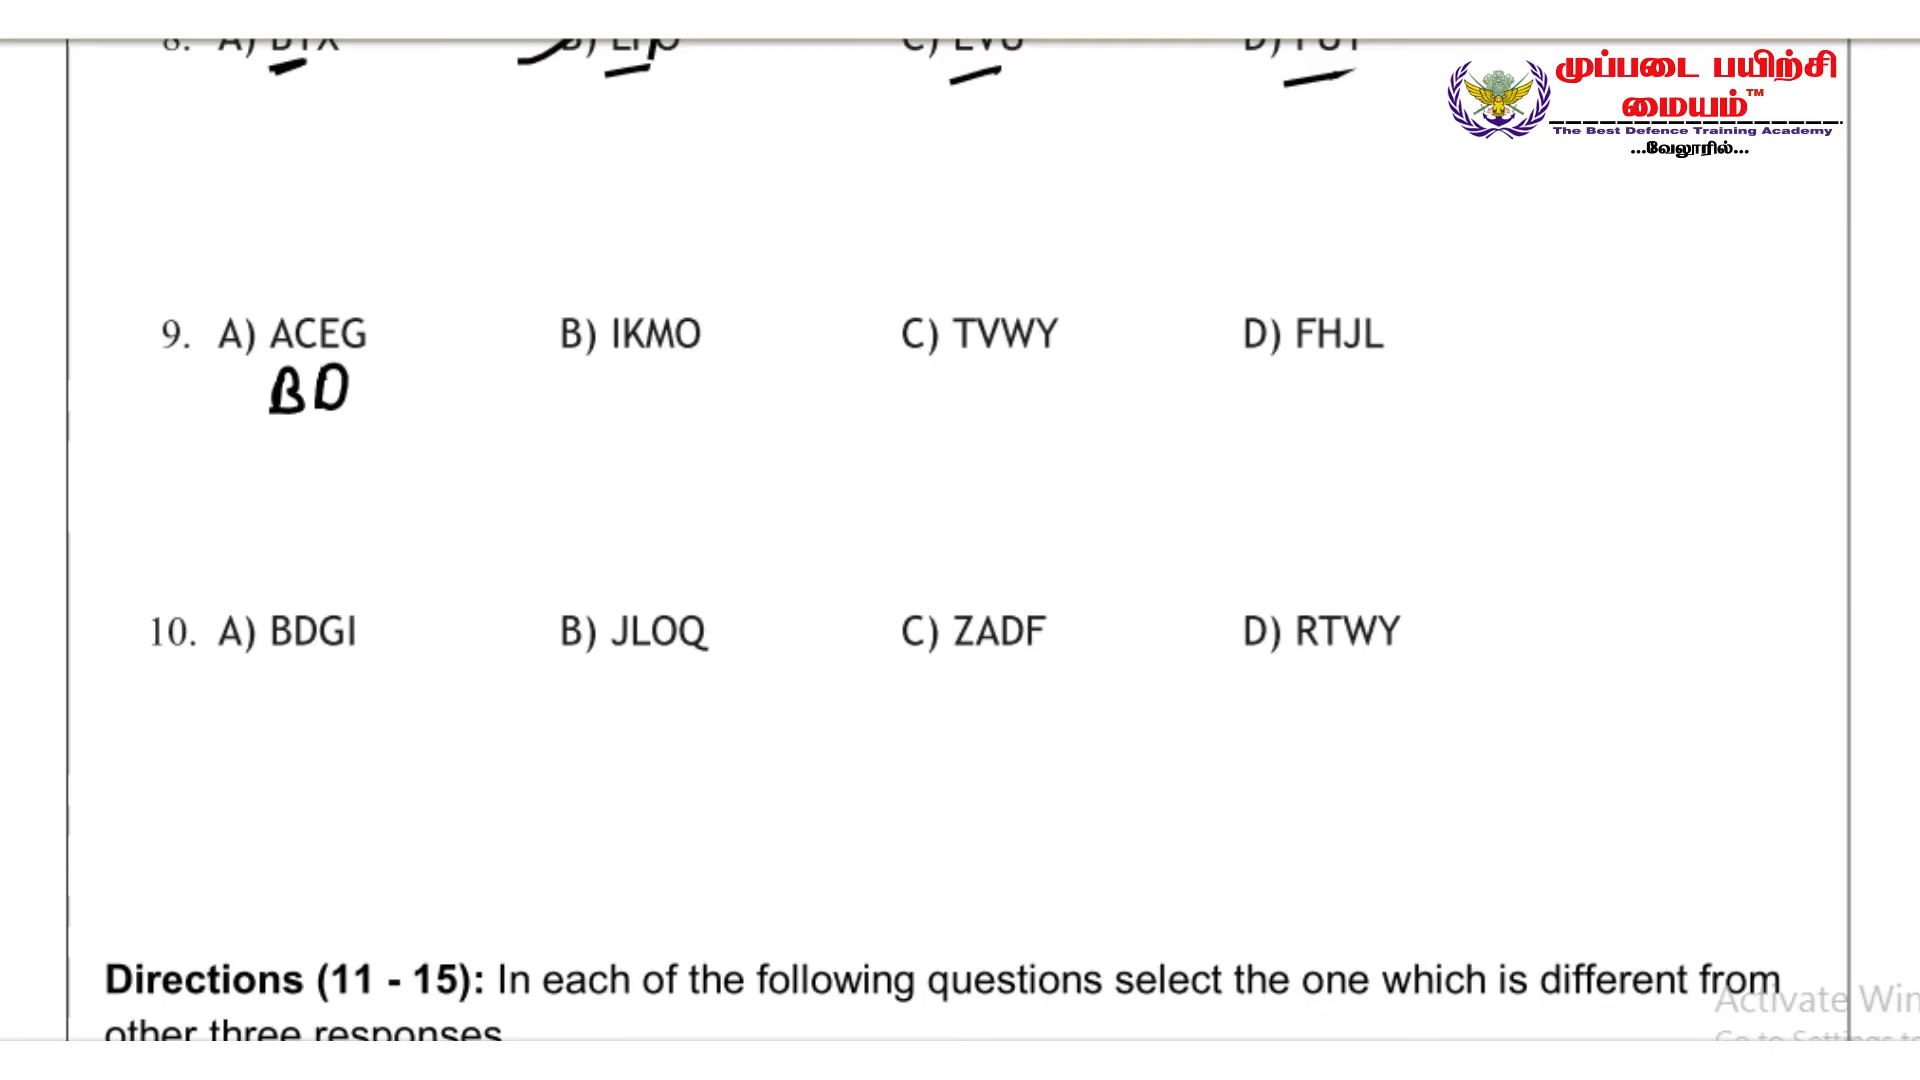 முப்படை பயிற்சி
மையம்™
The Best Defence Training Academy
...வேலூரில்...
9. A) ACEG B) IKMO C) TVWY D) FHJL
BD
10. A) BDGI B) JLOQ C) ZADF D) RTWY
Directions (11 - 15): In each of the following questions select the one which is different from
other three responses
Activate Win